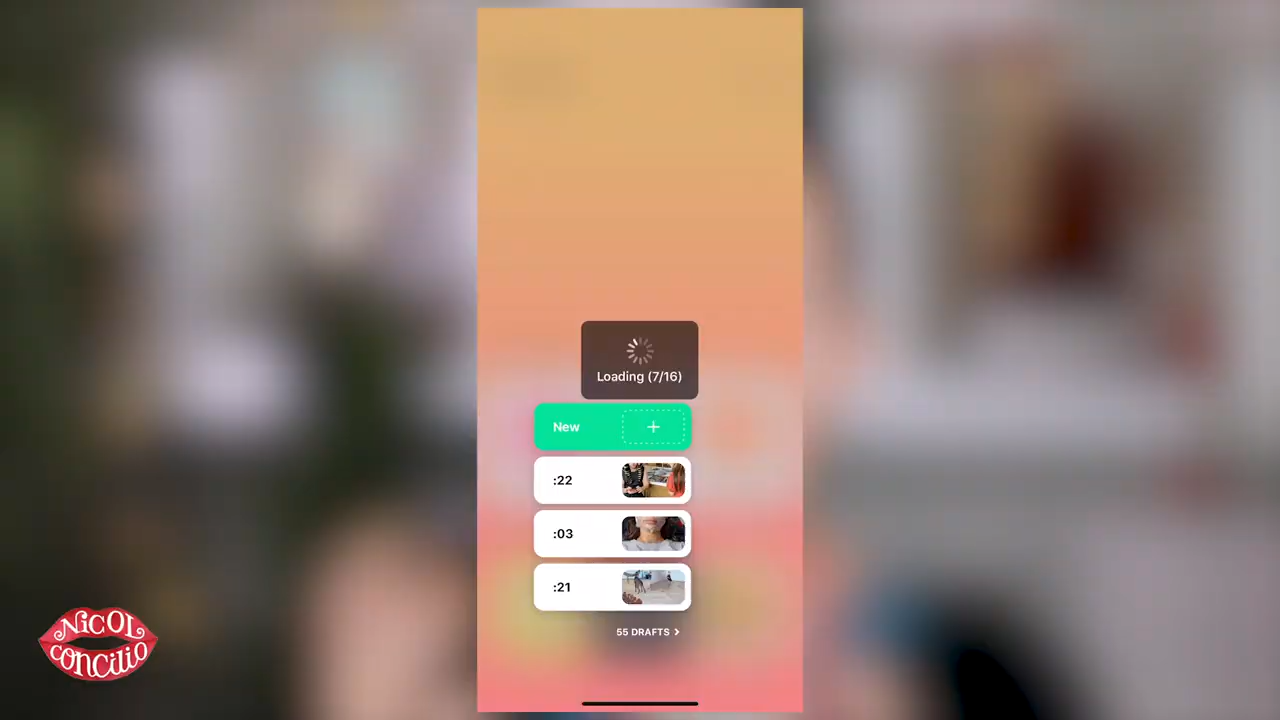 Loading (7/16)
New
:22
:03
:21
55 DRAFTS
NiCOL
CONCILIO